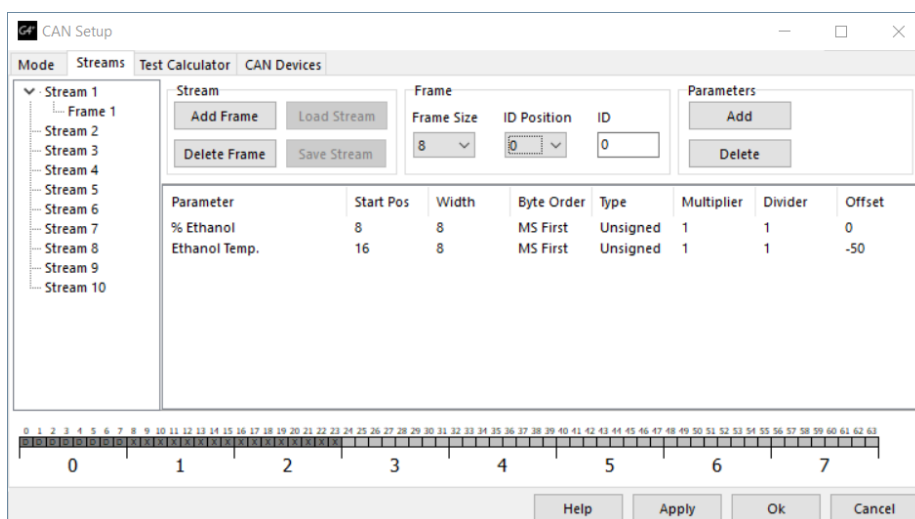 G4+ CAN Setup
Mode Streams Test Calculator CAN Devices
Stream 1
Frame 1
Stream 2
Stream 3
Stream 4
Stream 5
Stream 6
Stream 7
Stream 8
Stream 9
Stream 10
Stream
Add Frame Load Stream
Delete Frame Save Stream
Frame
Frame Size ID Position ID
8 0 0
Parameters
Add
Delete
Parameter Start Pos Width Byte Order Type Multiplier Divider Offset
% Ethanol 8 8 MS First Unsigned 1 1 0
Ethanol Temp. 16 8 MS First Unsigned 1 1 -50
0 1 2 3 4 5 6 7 8 9 10 11 12 13 14 15 16 17 18 19 20 21 22 23 24 25 26 27 28 29 30 31 32 33 34 35 36 37 38 39 40 41 42 43 44 45 46 47 48 49 50 51 52 53 54 55 56 57 58 59 60 61 62 63
D D D D D D D D X X X X X X X X X X X X X X X X
0 1 2 3 4 5 6 7
Help Apply Ok Cancel